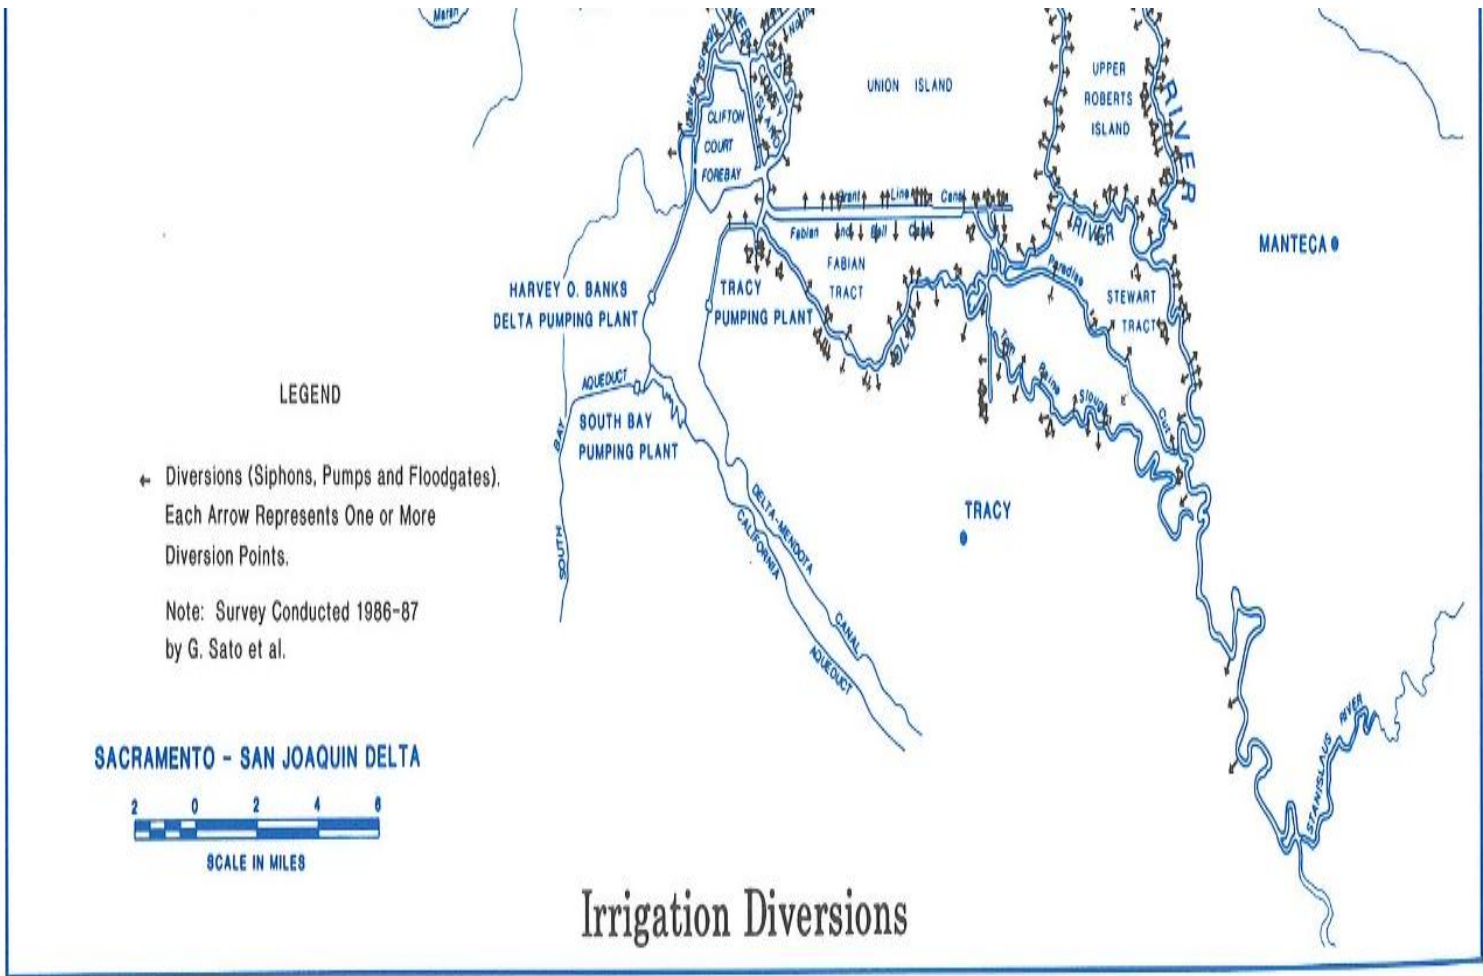 UNION ISLAND
UPPER
ROBERTS
ISLAND
RIVER
CLIFTON
COURT
FOREBAY
ISLAND
Grant Line Canal
Fabian And Bell Canal
RIVER
MANTECA
FABIAN
TRACT
Paradise
Cut
STEWART
TRACT
HARVEY O. BANKS
DELTA PUMPING PLANT
TRACY
PUMPING PLANT
OLD
Tom Paine Slough
AQUEDUCT
SOUTH BAY
SOUTH BAY
PUMPING PLANT
LEGEND
Diversions (Siphons, Pumps and Floodgates).
Each Arrow Represents One or More
Diversion Points.
Note: Survey Conducted 1986-87
by G. Sato et al.
TRACY
DELTA-MENDOTA
CANAL
CALIFORNIA
AQUEDUCT
STANISLAUS RIVER
SACRAMENTO - SAN JOAQUIN DELTA
2 0 2 4 6
SCALE IN MILES
Irrigation Diversions